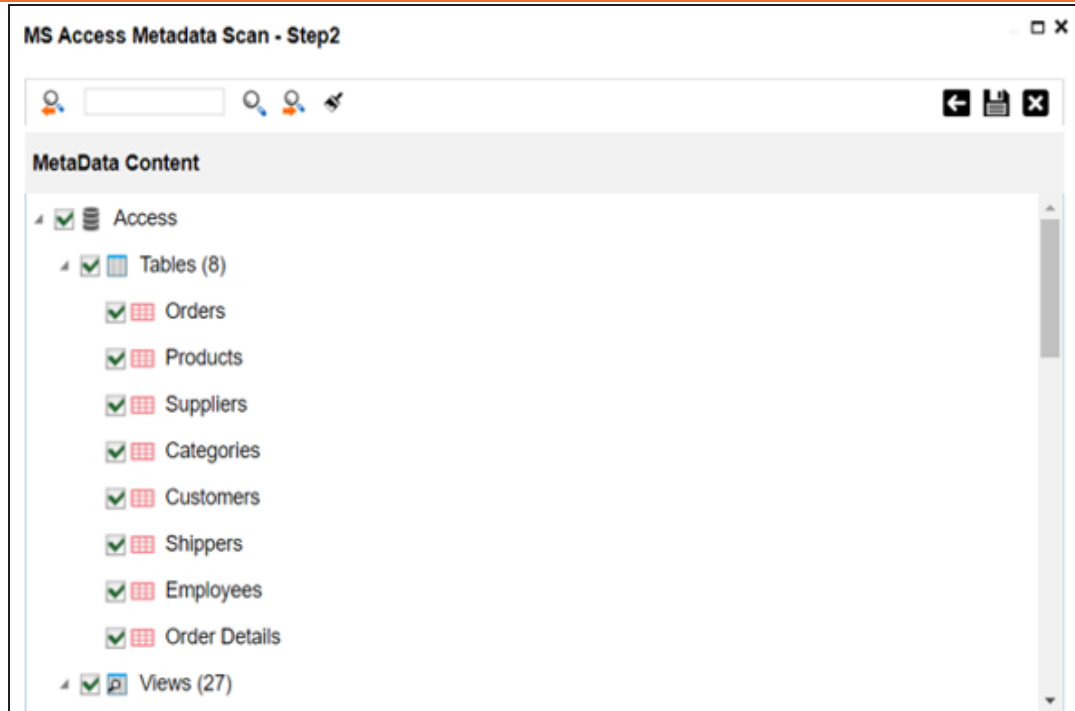 MS Access Metadata Scan - Step2
MetaData Content
Access
Tables (8)
Orders
Products
Suppliers
Categories
Customers
Shippers
Employees
Order Details
Views (27)